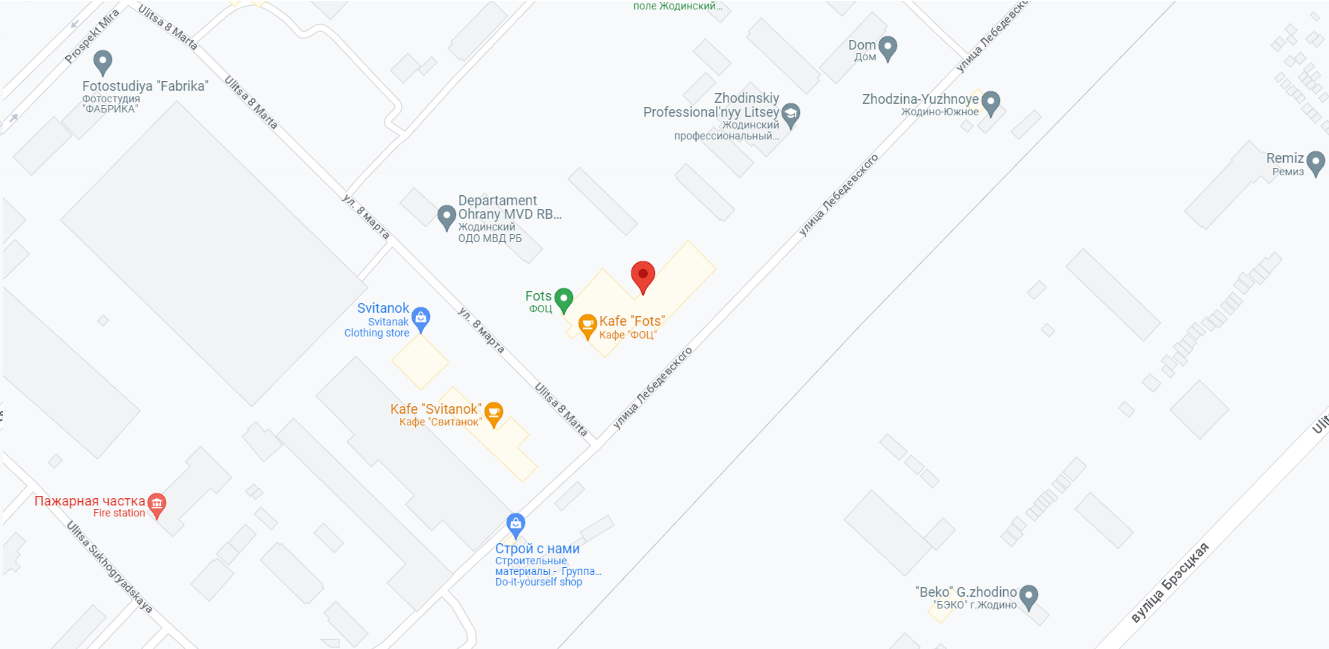 поле Жодинский...
Prospekt Mira
Ulitsa 8 Marta
Fotostudiya "Fabrika"
Фотостудия
"ФАБРИКА"
Ulitsa 8 Marta
Dom
Дом
улица Лебедевского
Zhodinskiy
Professional'nyy Litsey
Жодинский
профессиональный...
Zhodzina-Yuzhnoye
Жодино-Южное
Remiz
Ремиз
ул. 8 марта
Departament
Ohrany MVD RB...
Жодинский
ОДО МВД РБ
улица Лебедевского
Fots
ФОЦ
Kafe "Fots"
Кафе "ФОЦ"
Svitanok
Svitanak
Clothing store
ул. 8 марта
улица Лебедевского
Ulitsa 8 Marta
Kafe "Svitanok"
Кафе "Свитанок"
Пажарная частка
Fire station
Ulitsa Sukhogryadskaya
Строй с нами
Строительные
материалы - Группа...
Do-it-yourself shop
"Beko" G.zhodino
"БЭКО" г.Жодино
вуліца Брэсцкая
Ulit